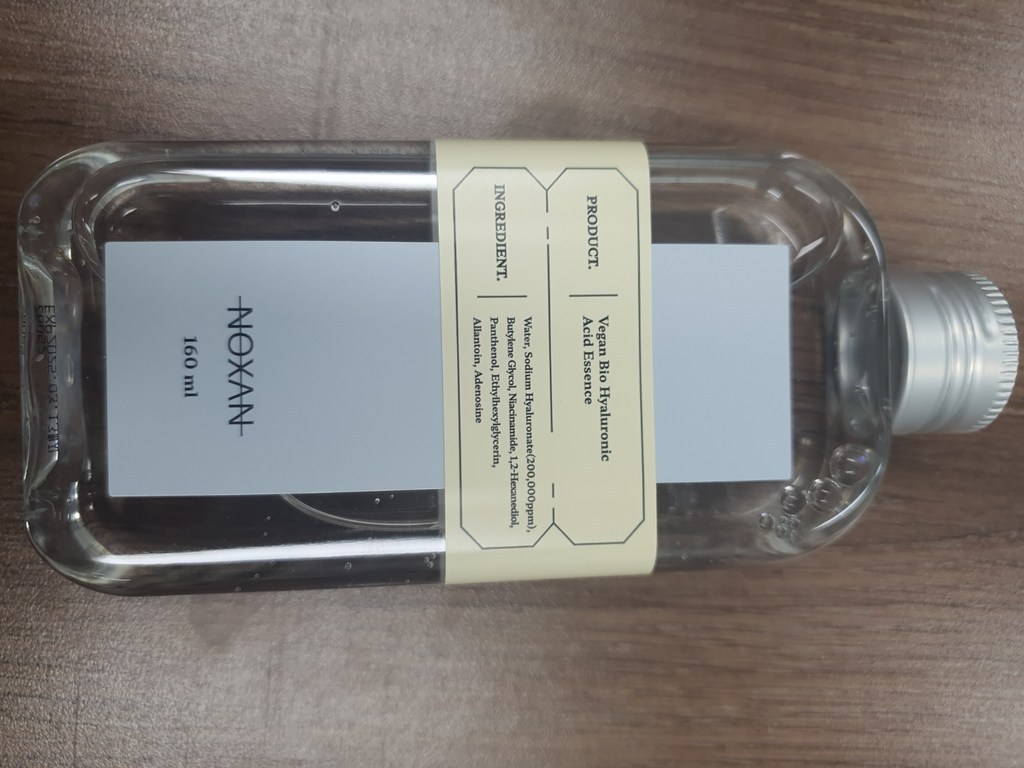 PRODUCT.
Vegan Bio Hyaluronic
Acid Essence
INGREDIENT.
Water, Sodium Hyaluronate(200,000ppm),
Butylene Glycol, Niacinamide, 1,2-Hexanediol,
Panthenol, Ethylhexylglycerin,
Allantoin, Adenosine
NOXAN
160 ml